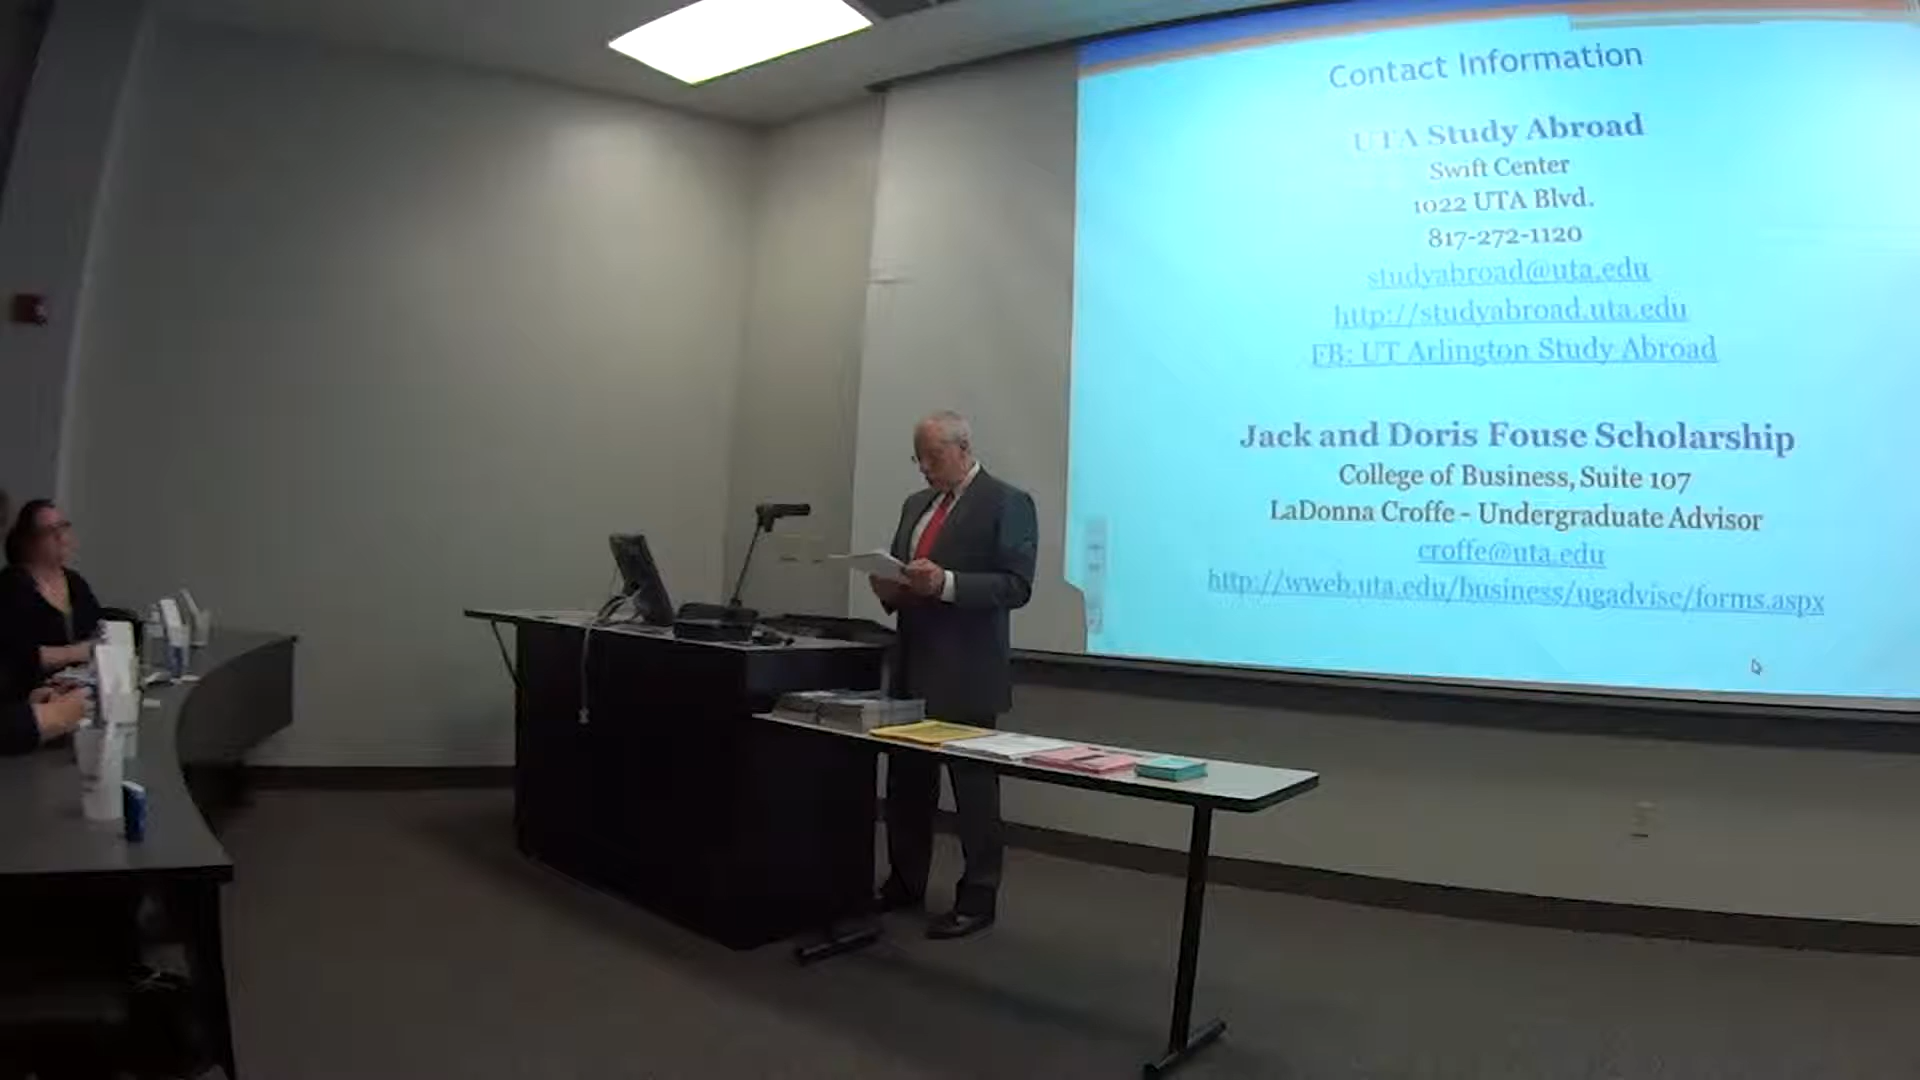 Contact Information
UTA Study Abroad
Swift Center
1022 UTA Blvd.
817-272-1120
studyabroad@uta.edu
http://studyabroad.uta.edu
FB: UT Arlington Study Abroad
Jack and Doris Fouse Scholarship
College of Business, Suite 107
LaDonna Croffe - Undergraduate Advisor
croffe@uta.edu
http://wweb.uta.edu/business/ugadvise/forms.aspx